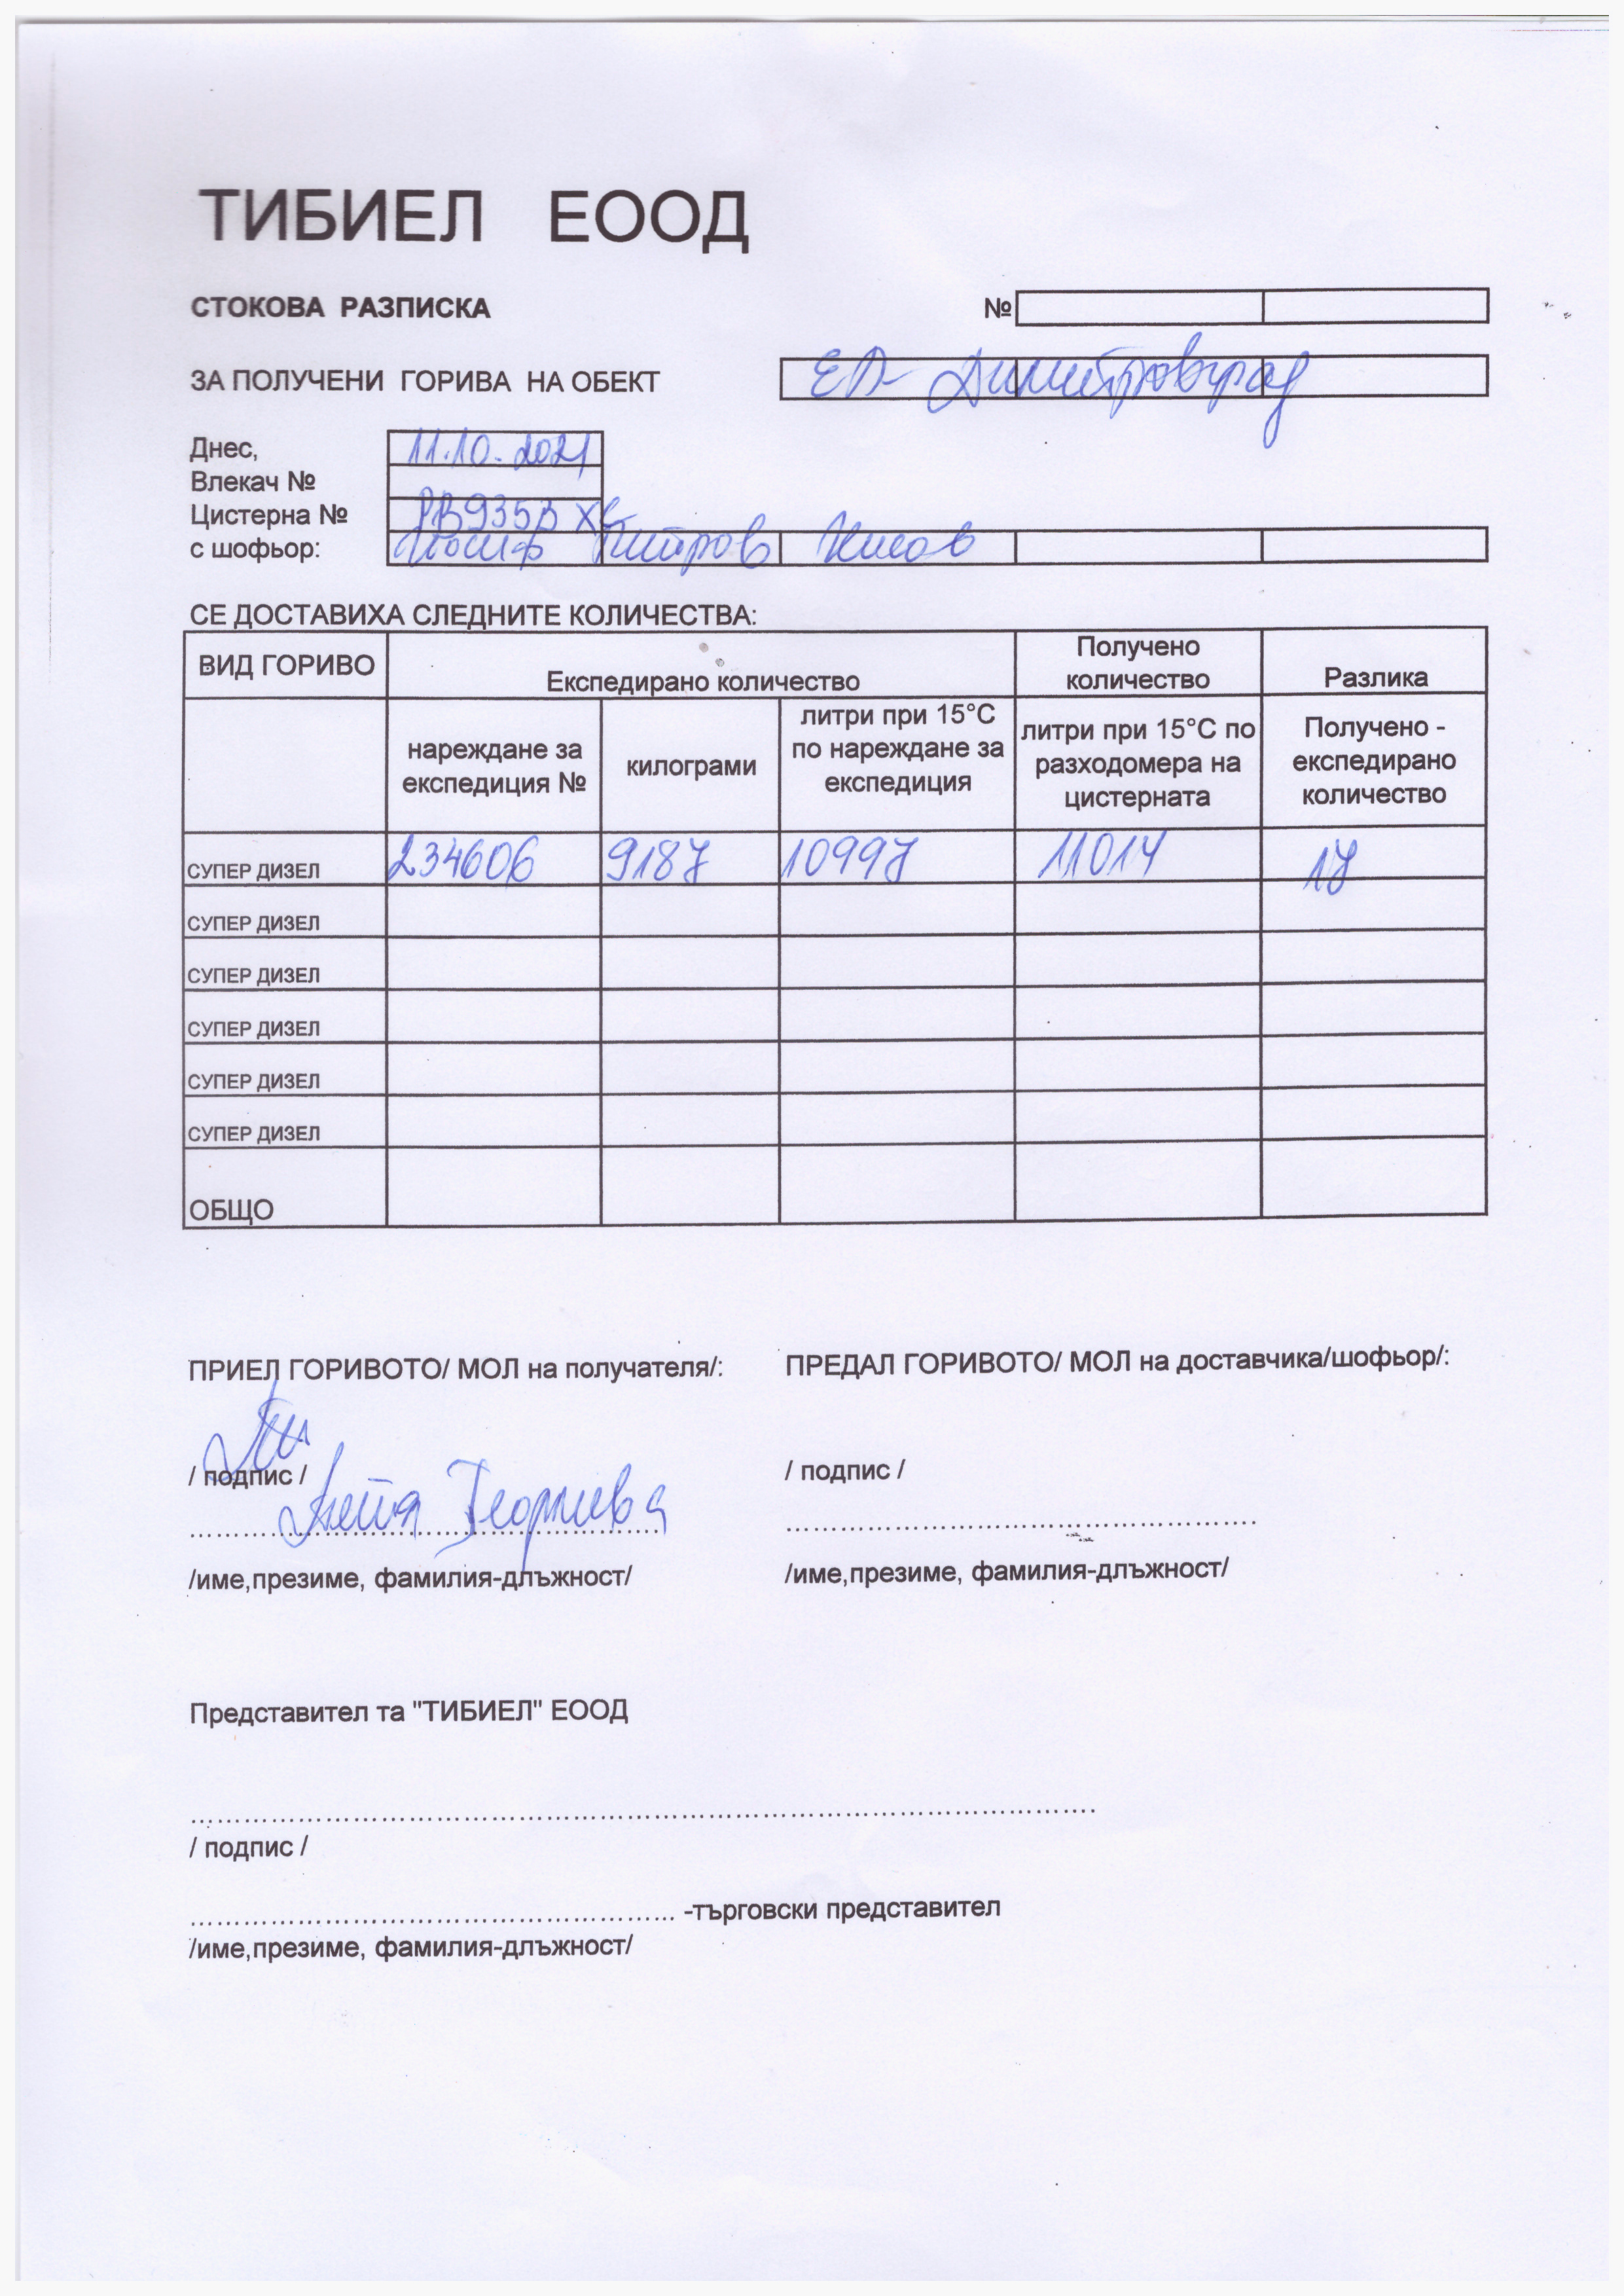 ТИБИЕЛ ЕООД
СТОКОВА РАЗПИСКА №
ЗА ПОЛУЧЕНИ ГОРИВА НА ОБЕКТ ЕП- Димитровград
Днес, 11.10.2021
Влекач №
Цистерна № РВ9353ХС
с шофьор: Йосиф Питров
СЕ ДОСТАВИХА СЛЕДНИТЕ КОЛИЧЕСТВА:
ВИД ГОРИВО Експедирано количество Получено количество Разлика
нареждане за експедиция № килограми литри при 15°C по нареждане за експедиция литри при 15°C по разходомера на цистерната Получено - експедирано количество
СУПЕР ДИЗЕЛ 234606 9187 10997 11014 17
СУПЕР ДИЗЕЛ
СУПЕР ДИЗЕЛ
СУПЕР ДИЗЕЛ
СУПЕР ДИЗЕЛ
СУПЕР ДИЗЕЛ
ОБЩО
ПРИЕЛ ГОРИВОТО/ МОЛ на получателя/: ПРЕДАЛ ГОРИВОТО/ МОЛ на доставчика/шофьор/:
/ подпис / / подпис /
Георгиева
/име,презиме, фамилия-длъжност/ /име,презиме, фамилия-длъжност/
Представител та "ТИБИЕЛ" ЕООД
/ подпис /
-търговски представител
/име,презиме, фамилия-длъжност/